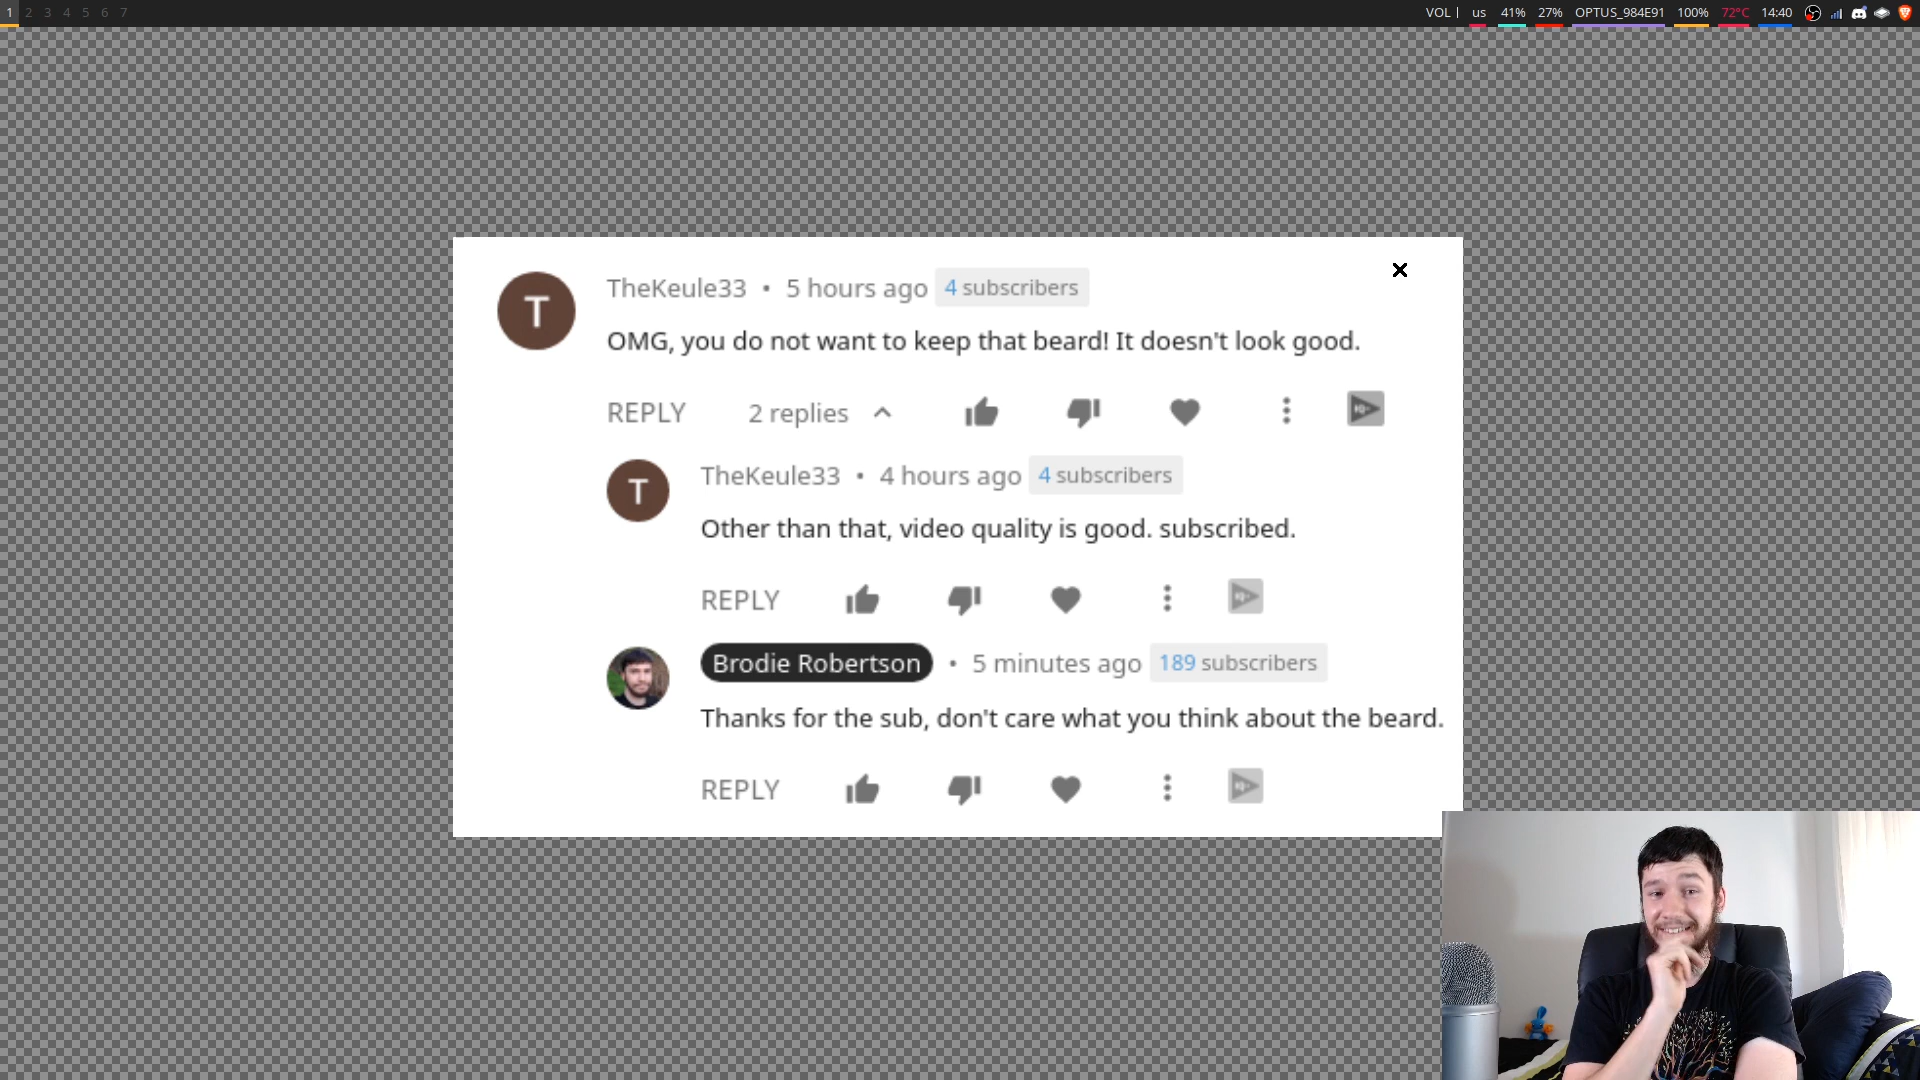 1 2 3 4 5 6 7 VOL | us 41% 27% OPTUS_984E91 100% 72°C 14:40
T TheKeule33 • 5 hours ago 4 subscribers
OMG, you do not want to keep that beard! It doesn't look good.
REPLY 2 replies
T TheKeule33 • 4 hours ago 4 subscribers
Other than that, video quality is good. subscribed.
REPLY
Brodie Robertson • 5 minutes ago 189 subscribers
Thanks for the sub, don't care what you think about the beard.
REPLY